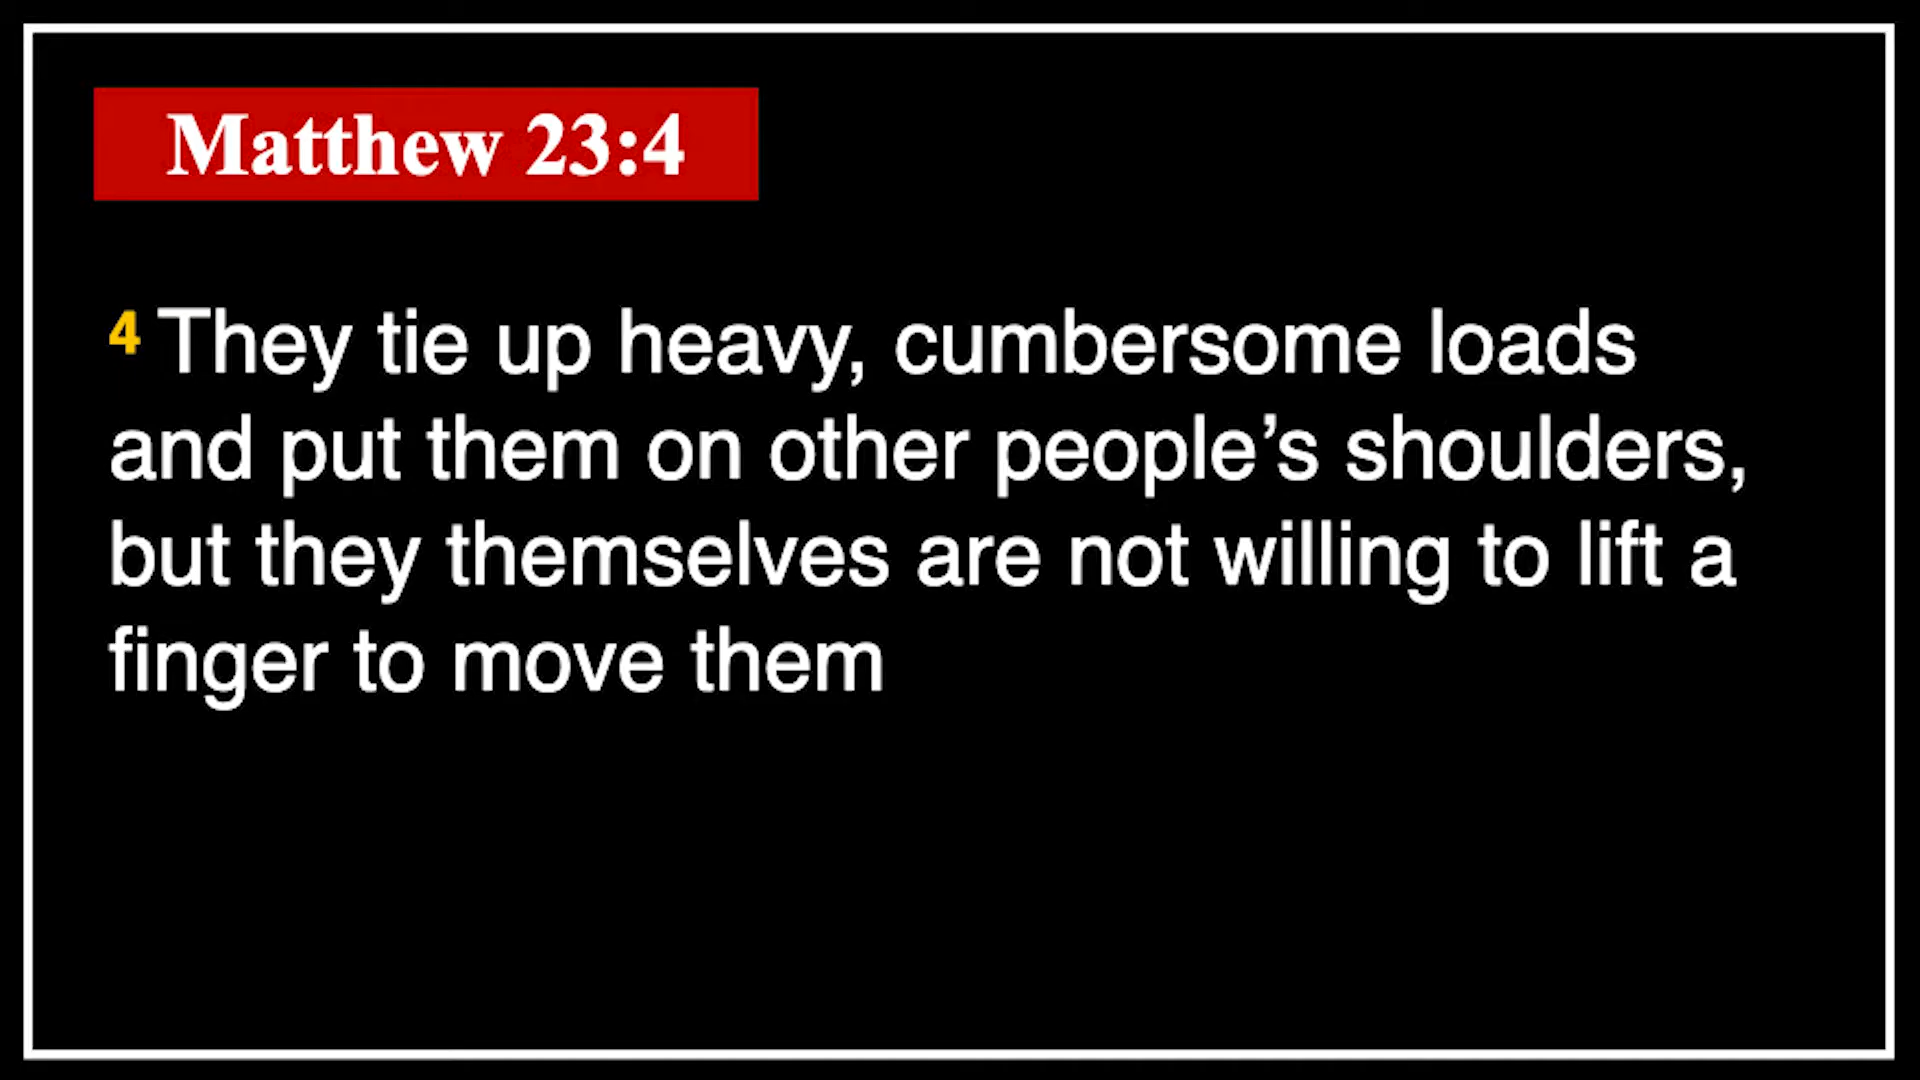 Matthew 23:4
4 They tie up heavy, cumbersome loads
and put them on other people’s shoulders,
but they themselves are not willing to lift a
finger to move them